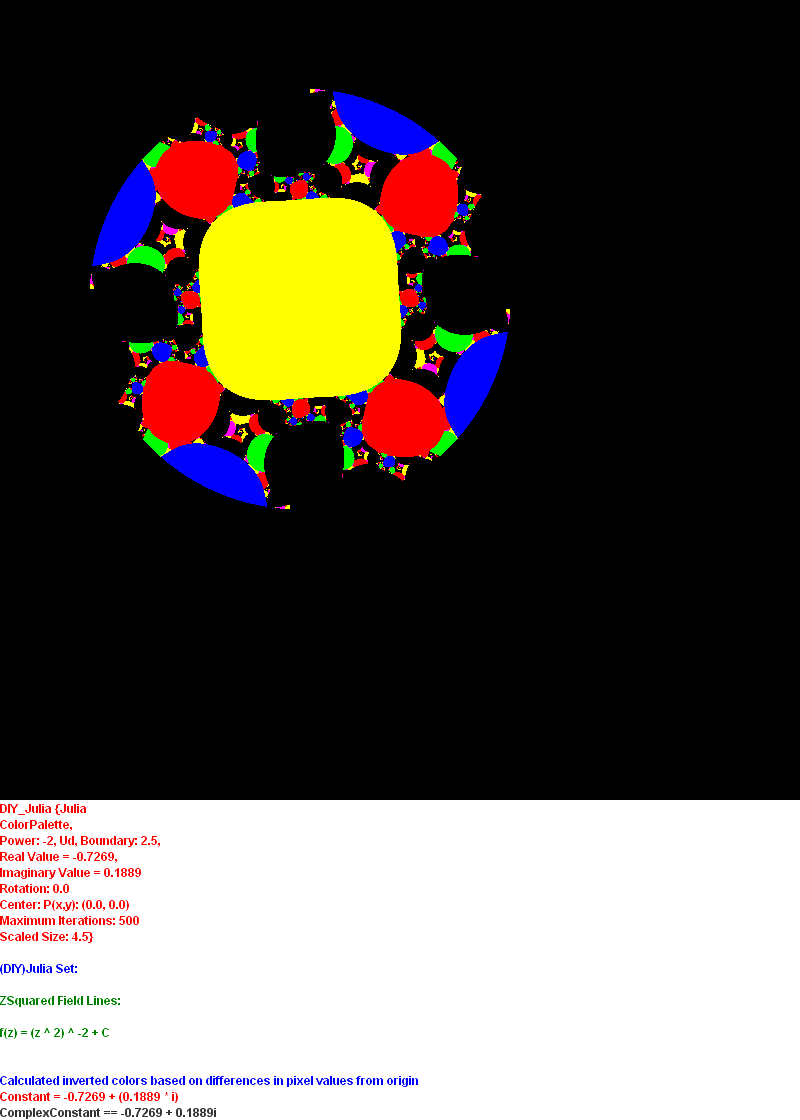 DIY_Julia {Julia
ColorPalette,
Power: -2, Ud, Boundary: 2.5,
Real Value = -0.7269,
Imaginary Value = 0.1889
Rotation: 0.0
Center: P(x,y): (0.0, 0.0)
Maximum Iterations: 500
Scaled Size: 4.5}
(DIY)Julia Set:
ZSquared Field Lines:
f(z) = (z ^ 2) ^ -2 + C
Calculated inverted colors based on differences in pixel values from origin
Constant = -0.7269 + (0.1889 * i)
ComplexConstant == -0.7269 + 0.1889i